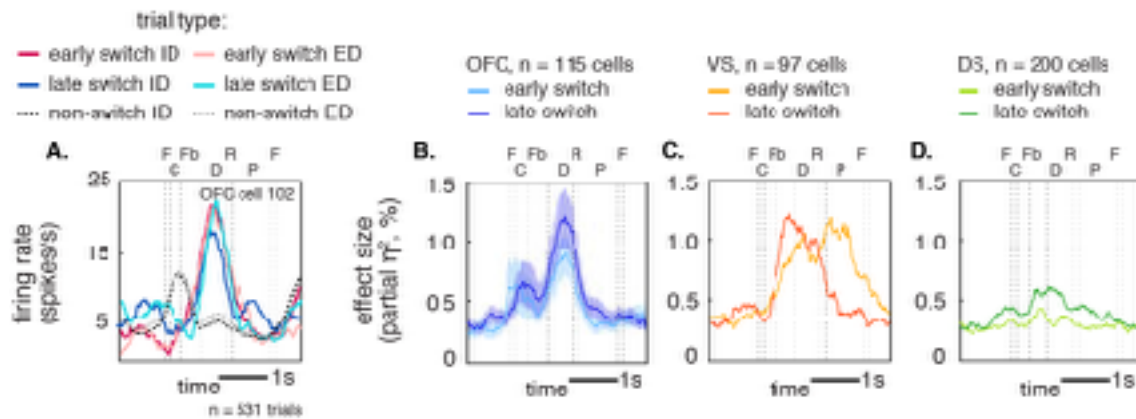 trial type:
early switch ID
early switch ED
late switch ID
late switch ED
non-switch ID
non-switch ED
OFC, n = 115 cells
early switch
late switch
VS, n = 97 cells
early switch
late switch
DS, n = 200 cells
early switch
late switch
A.
F Fb R F
C D P
OFC cell 102
25
15
5
firing rate
(spikes/s)
time 1s
n = 531 trials
B.
F Fb R F
C D P
1.5
1.0
0.5
0
effect size
(partial η², %)
time 1s
C.
F Fb R F
C D P
1.5
1.0
0.5
0
time 1s
D.
F Fb R F
C D P
1.5
1.0
0.5
0
time 1s